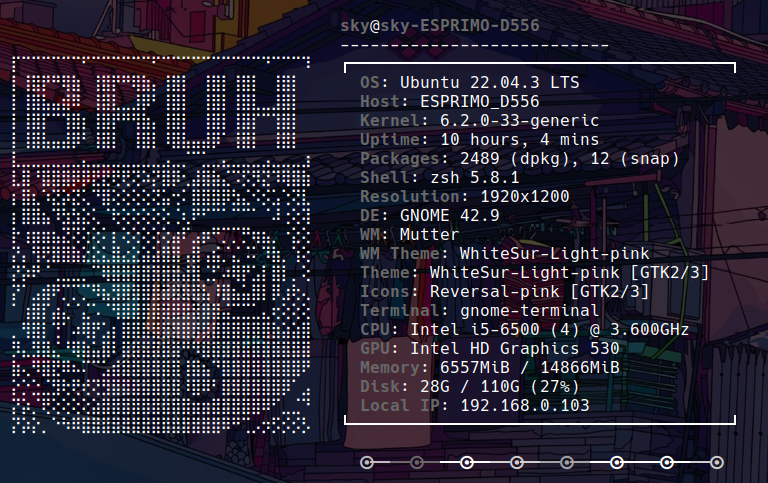 sky@sky-ESPRIMO-D556
---------------------------
BRUH
OS: Ubuntu 22.04.3 LTS
Host: ESPRIMO_D556
Kernel: 6.2.0-33-generic
Uptime: 10 hours, 4 mins
Packages: 2489 (dpkg), 12 (snap)
Shell: zsh 5.8.1
Resolution: 1920x1200
DE: GNOME 42.9
WM: Mutter
WM Theme: WhiteSur-Light-pink
Theme: WhiteSur-Light-pink [GTK2/3]
Icons: Reversal-pink [GTK2/3]
Terminal: gnome-terminal
CPU: Intel i5-6500 (4) @ 3.600GHz
GPU: Intel HD Graphics 530
Memory: 6557MiB / 14866MiB
Disk: 28G / 110G (27%)
Local IP: 192.168.0.103